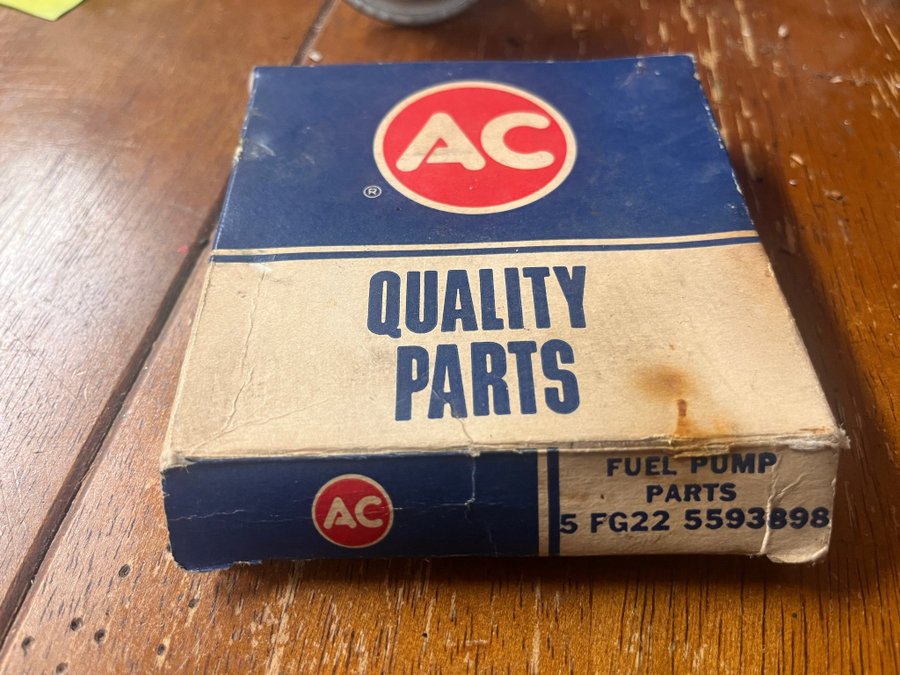 AC
®
QUALITY
PARTS
AC
FUEL PUMP
PARTS
5 FG22 5593898